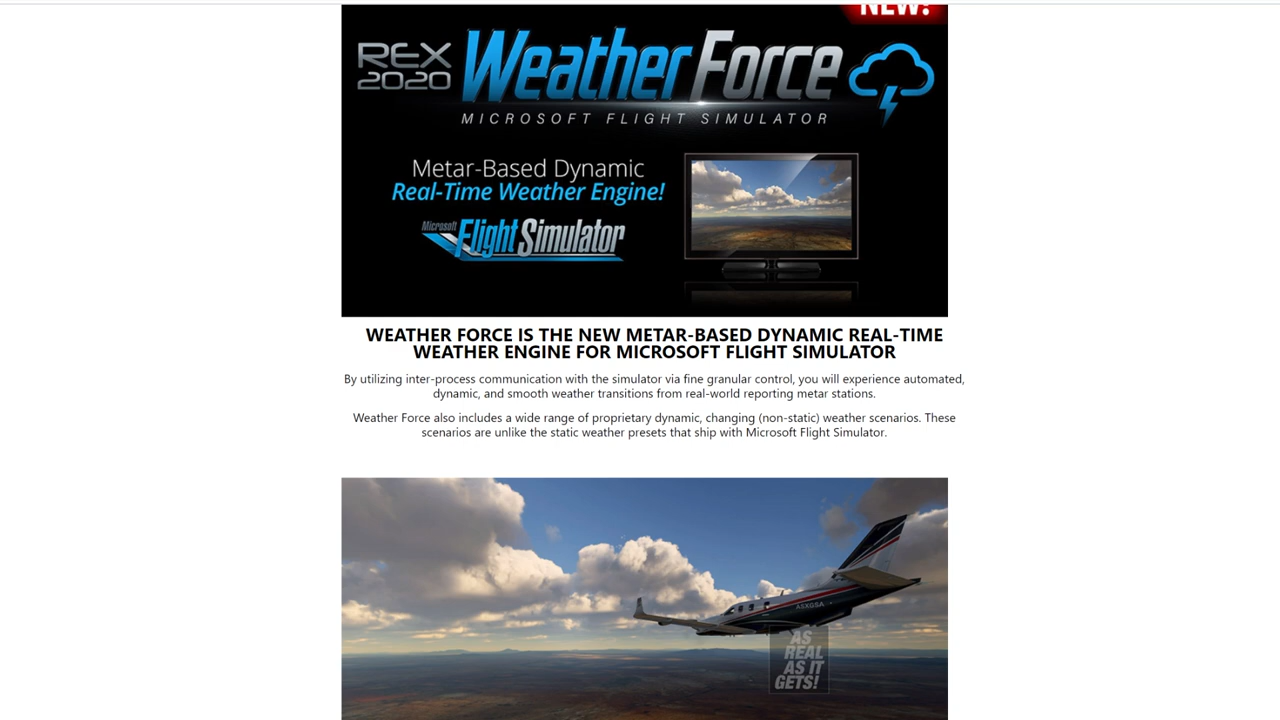 NEW!
REX
2020
WeatherForce
MICROSOFT FLIGHT SIMULATOR
Metar-Based Dynamic
Real-Time Weather Engine!
Microsoft
FlightSimulator
WEATHER FORCE IS THE NEW METAR-BASED DYNAMIC REAL-TIME
WEATHER ENGINE FOR MICROSOFT FLIGHT SIMULATOR
By utilizing inter-process communication with the simulator via fine granular control, you will experience automated,
dynamic, and smooth weather transitions from real-world reporting metar stations.
Weather Force also includes a wide range of proprietary dynamic, changing (non-static) weather scenarios. These
scenarios are unlike the static weather presets that ship with Microsoft Flight Simulator.
ASXGSA
AS
REAL
AS IT
GETS!